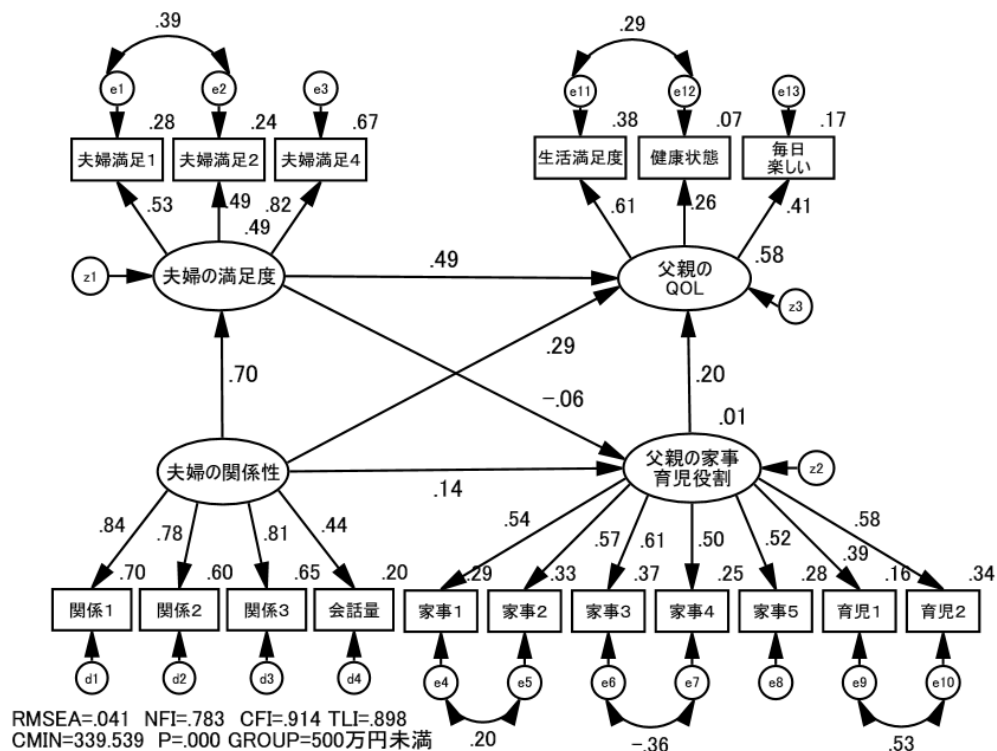 .39
.29
e1
e2
e3
e11
e12
e13
.28
.24
.67
.38
.07
.17
夫婦満足1
夫婦満足2
夫婦満足4
生活満足度
健康状態
毎日
楽しい
.53
.49
.82
.61
.26
.41
.49
.58
z1
夫婦の満足度
.49
父親の
QOL
z3
.70
.29
.20
-.06
.01
夫婦の関係性
父親の家事
育児役割
z2
.14
.84
.78
.81
.44
.54
.57
.61
.50
.52
.39
.58
.70
.60
.65
.20
.29
.33
.37
.25
.28
.16
.34
関係1
関係2
関係3
会話量
家事1
家事2
家事3
家事4
家事5
育児1
育児2
d1
d2
d3
d4
e4
e5
e6
e7
e8
e9
e10
.20
-.36
.53
RMSEA=.041 NFI=.783 CFI=.914 TLI=.898
CMIN=339.539 P=.000 GROUP=500万円未満